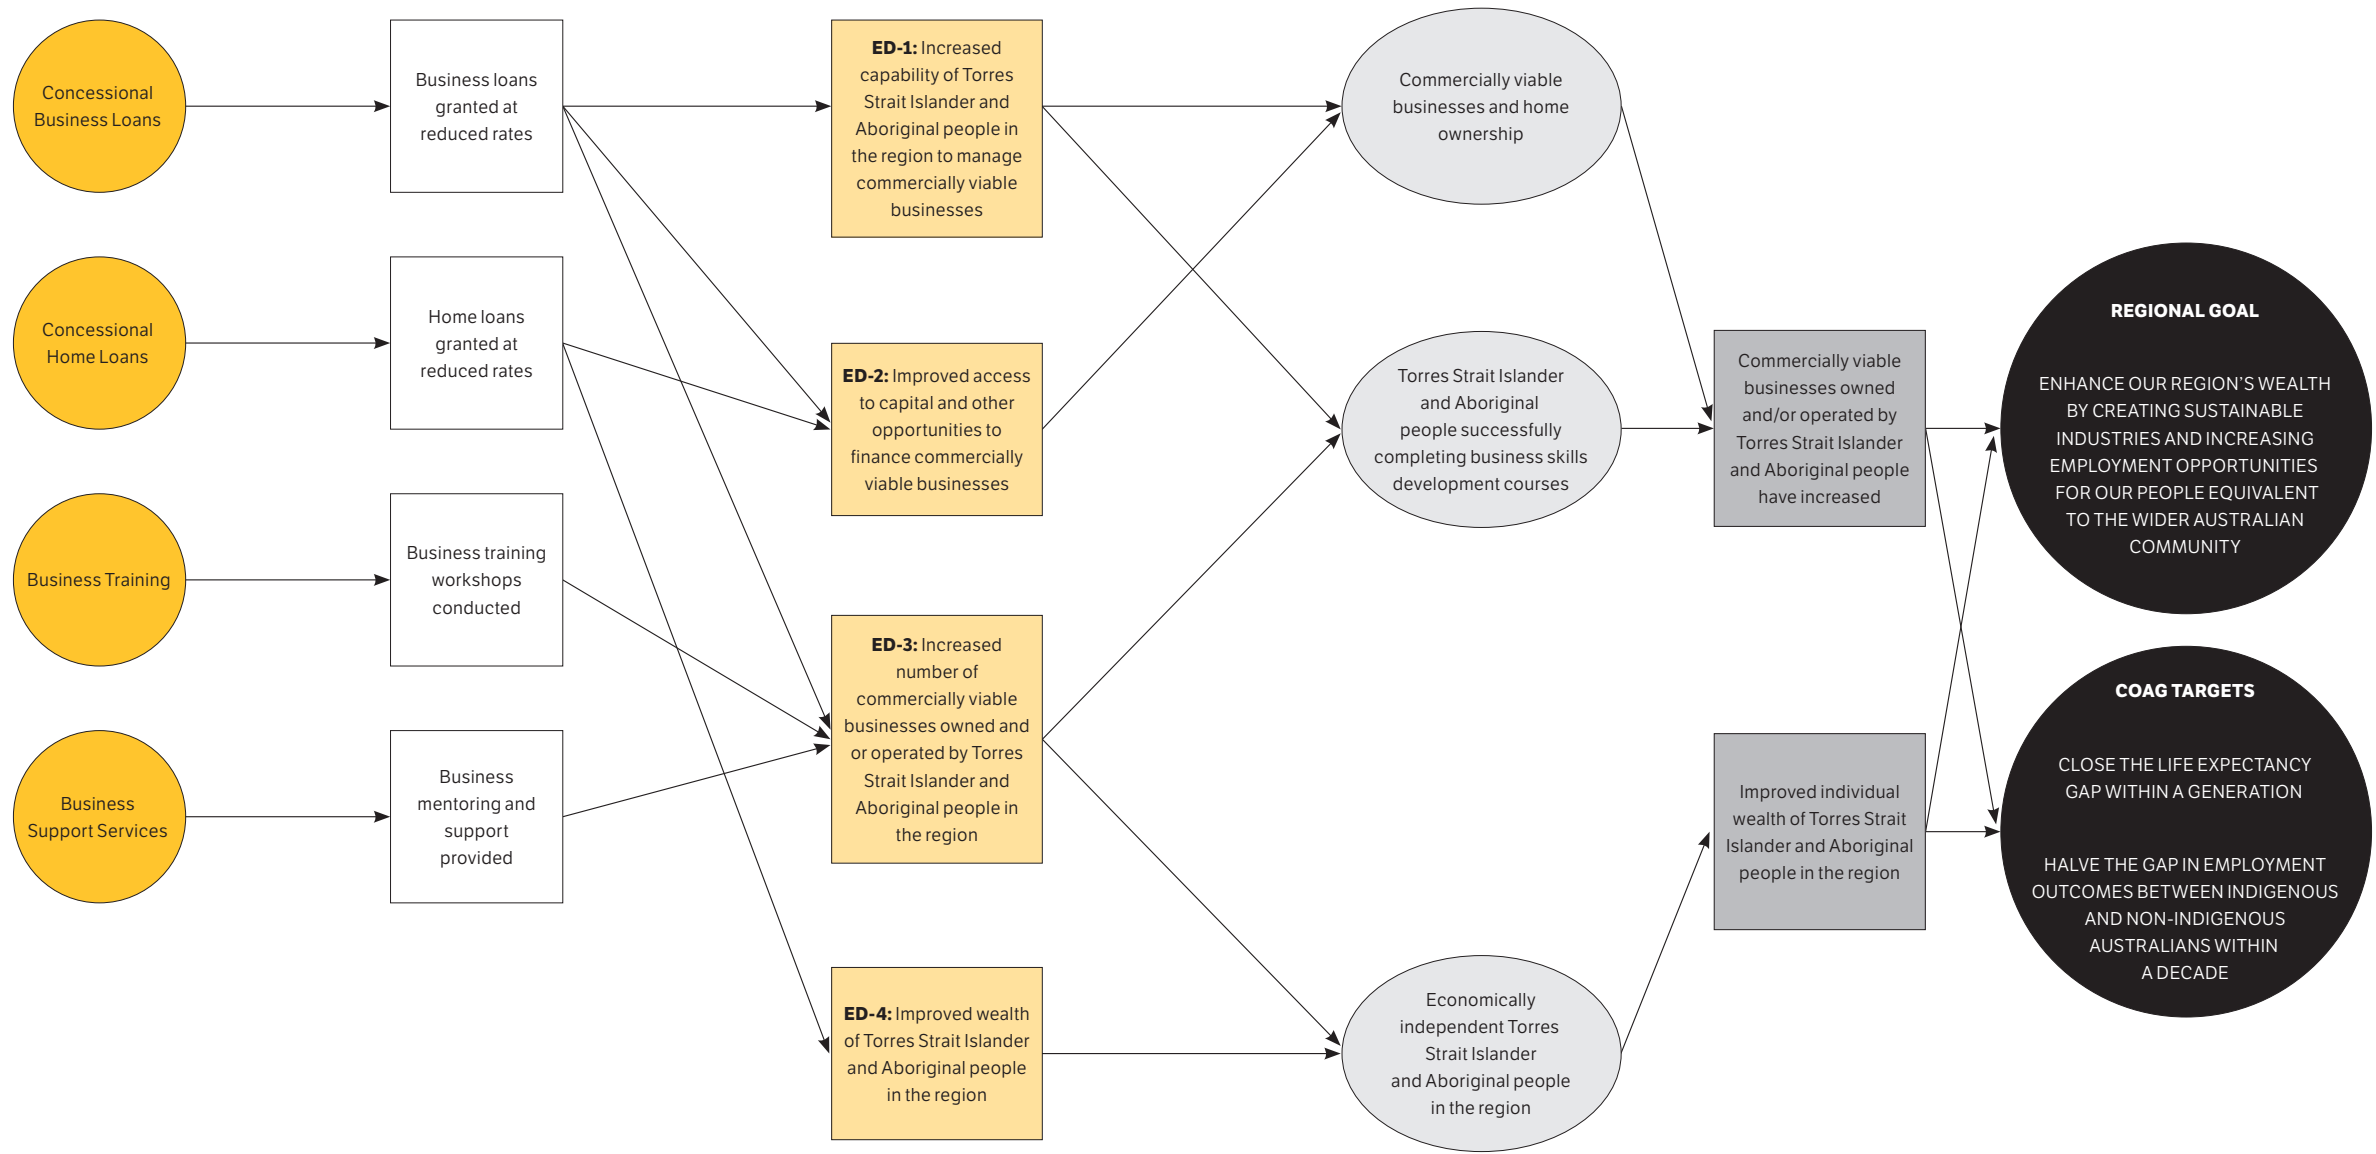 Concessional
Business Loans
Concessional
Home Loans
Business Training
Business
Support Services
Business loans
granted at
reduced rates
Home loans
granted at
reduced rates
Business training
workshops
conducted
Business
mentoring and
support
provided
ED-1: Increased
capability of Torres
Strait Islander and
Aboriginal people in
the region to manage
commercially viable
businesses
ED-2: Improved access
to capital and other
opportunities to
finance commercially
viable businesses
ED-3: Increased
number of
commercially viable
businesses owned and
or operated by Torres
Strait Islander and
Aboriginal people in
the region
ED-4: Improved wealth
of Torres Strait Islander
and Aboriginal people
in the region
Commercially viable
businesses and home
ownership
Torres Strait Islander
and Aboriginal
people successfully
completing business skills
development courses
Economically
independent Torres
Strait Islander
and Aboriginal people
in the region
Commercially viable
businesses owned
and/or operated by
Torres Strait Islander
and Aboriginal people
have increased
Improved individual
wealth of Torres Strait
Islander and Aboriginal
people in the region
REGIONAL GOAL
ENHANCE OUR REGION’S WEALTH
BY CREATING SUSTAINABLE
INDUSTRIES AND INCREASING
EMPLOYMENT OPPORTUNITIES
FOR OUR PEOPLE EQUIVALENT
TO THE WIDER AUSTRALIAN
COMMUNITY
COAG TARGETS
CLOSE THE LIFE EXPECTANCY
GAP WITHIN A GENERATION
HALVE THE GAP IN EMPLOYMENT
OUTCOMES BETWEEN INDIGENOUS
AND NON-INDIGENOUS
AUSTRALIANS WITHIN
A DECADE